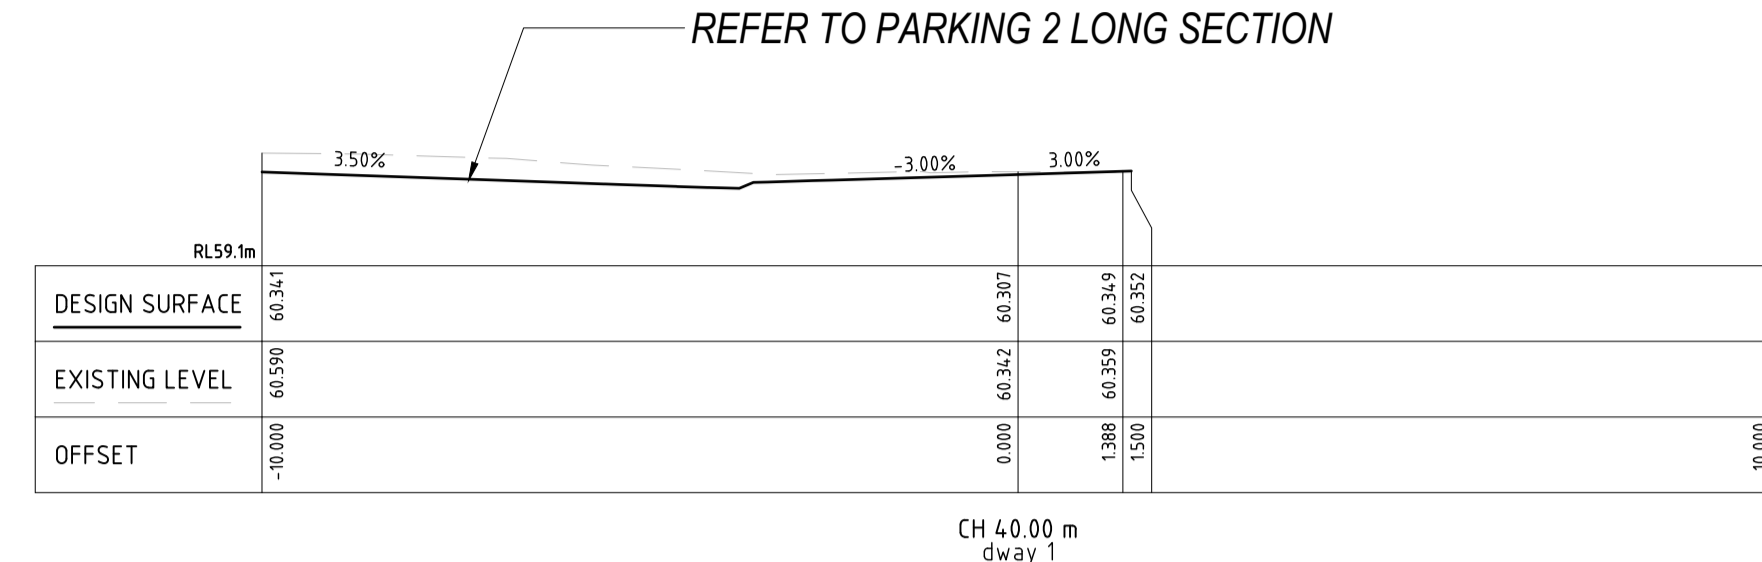 REFER TO PARKING 2 LONG SECTION
3.50%
-3.00%
3.00%
RL59.1m
DESIGN SURFACE 60.341 60.307 60.349 60.352
EXISTING LEVEL 60.590 60.342 60.359
OFFSET -10.000 0.000 1.388 1.500 10.000
CH 40.00 m
dway 1